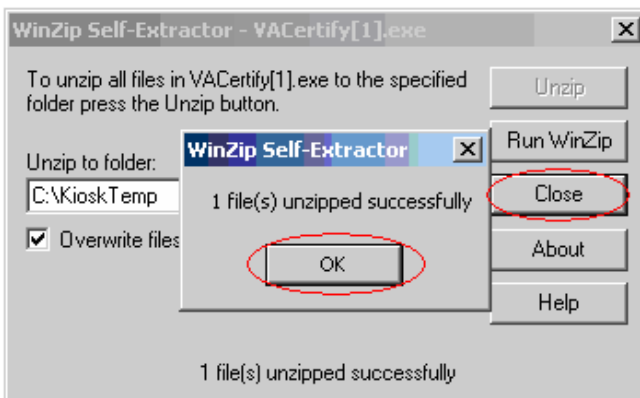 WinZip Self-Extractor - VACertify[1].exe
To unzip all files in VACertify[1].exe to the specified
folder press the Unzip button.
Unzip
Run WinZip
Unzip to folder:
C:\KioskTemp
Close
Overwrite files
About
Help
WinZip Self-Extractor
1 file(s) unzipped successfully
OK
1 file(s) unzipped successfully